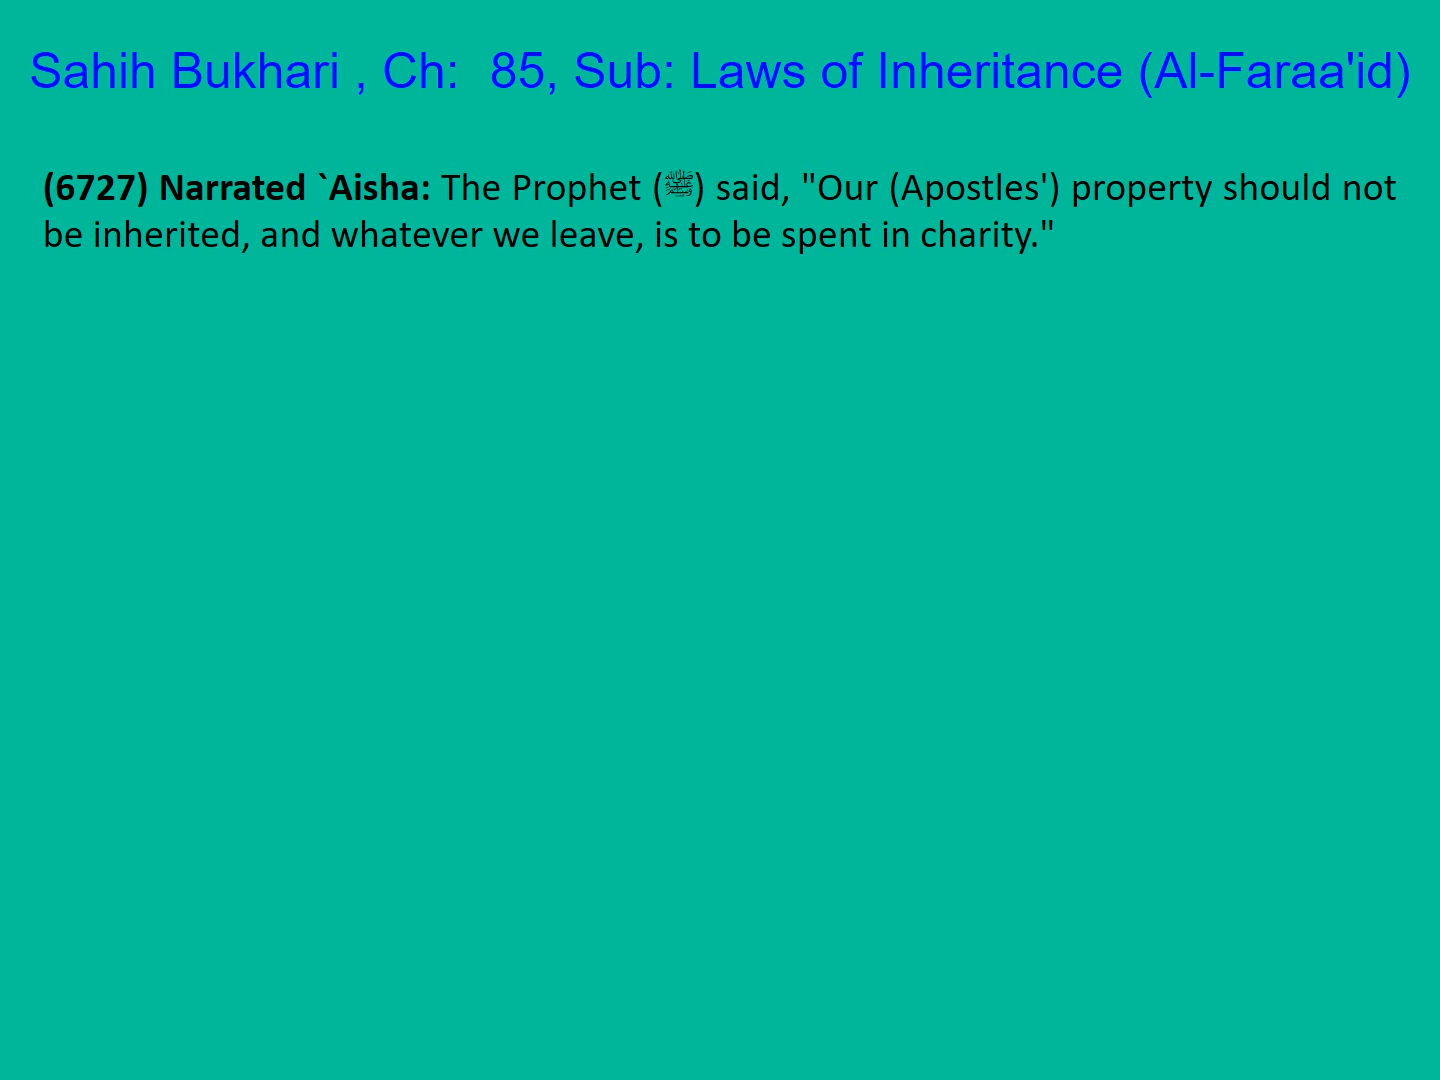 Sahih Bukhari , Ch:  85, Sub: Laws of Inheritance (Al-Faraa'id)
(6727) Narrated `Aisha: The Prophet (ﷺ) said, "Our (Apostles') property should not
be inherited, and whatever we leave, is to be spent in charity."